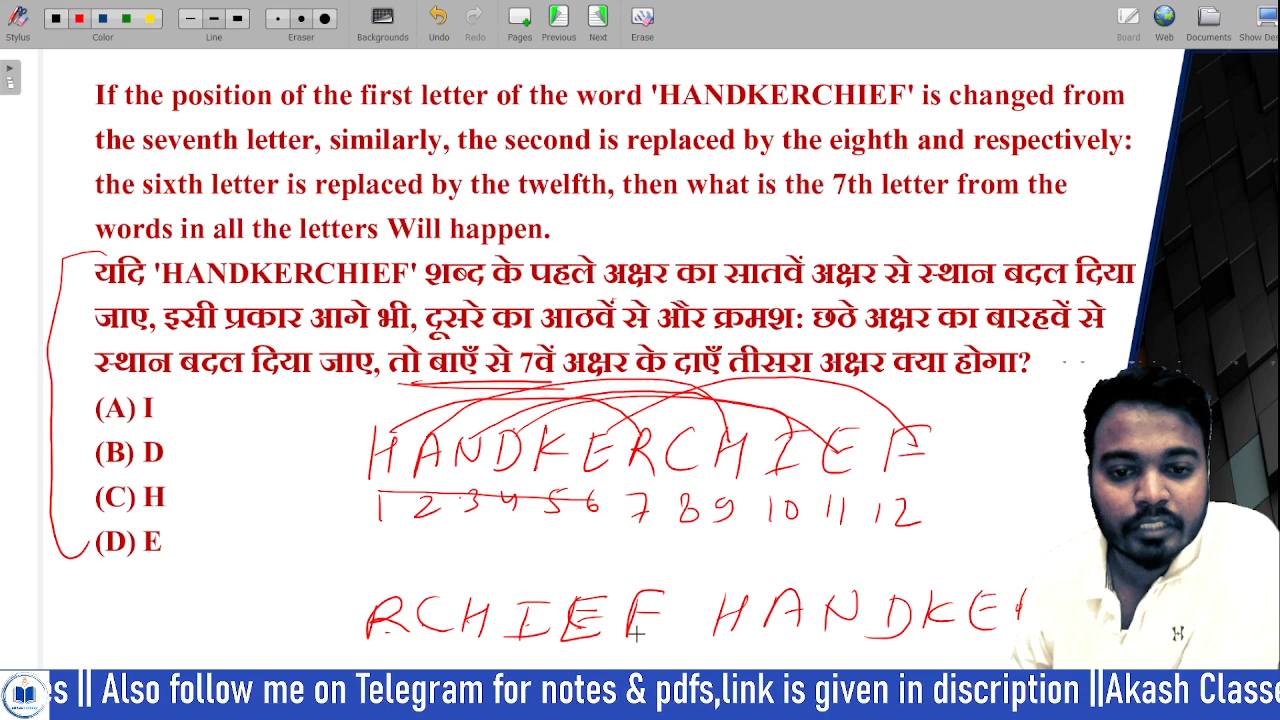 Stylus Color Line Eraser Backgrounds Undo Redo Pages Previous Next Erase Board Web Documents Show De
If the position of the first letter of the word 'HANDKERCHIEF' is changed from
the seventh letter, similarly, the second is replaced by the eighth and respectively:
the sixth letter is replaced by the twelfth, then what is the 7th letter from the
words in all the letters Will happen.
यदि 'HANDKERCHIEF' शब्द के पहले अक्षर का सातवें अक्षर से स्थान बदल दिया
जाए, इसी प्रकार आगे भी, दूसरे का आठवें से और क्रमश: छठे अक्षर का बारहवें से
स्थान बदल दिया जाए, तो बाएँ से 7वें अक्षर के दाएँ तीसरा अक्षर क्या होगा?
(A) I
(B) D
(C) H
(D) E
HANDKERCHIEF
1 2 3 4 5 6 7 8 9 10 11 12
RCHIEF HANDKE
es || Also follow me on Telegram for notes & pdfs,link is given in discription ||Akash Classe